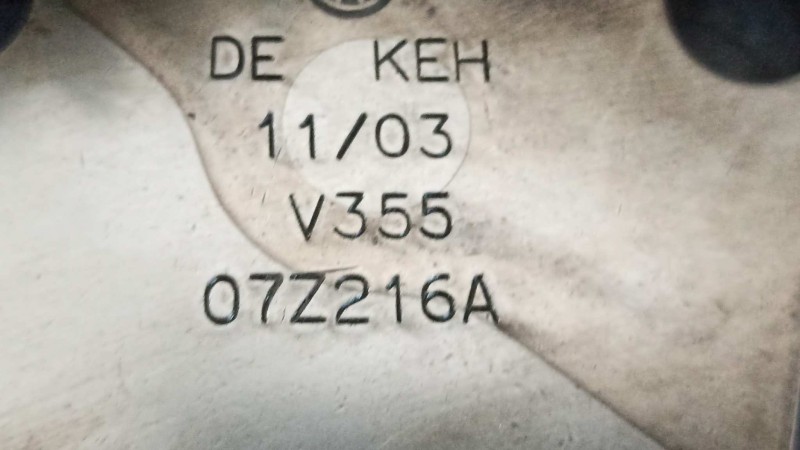 DE KEH
11/03
V355
07Z216A